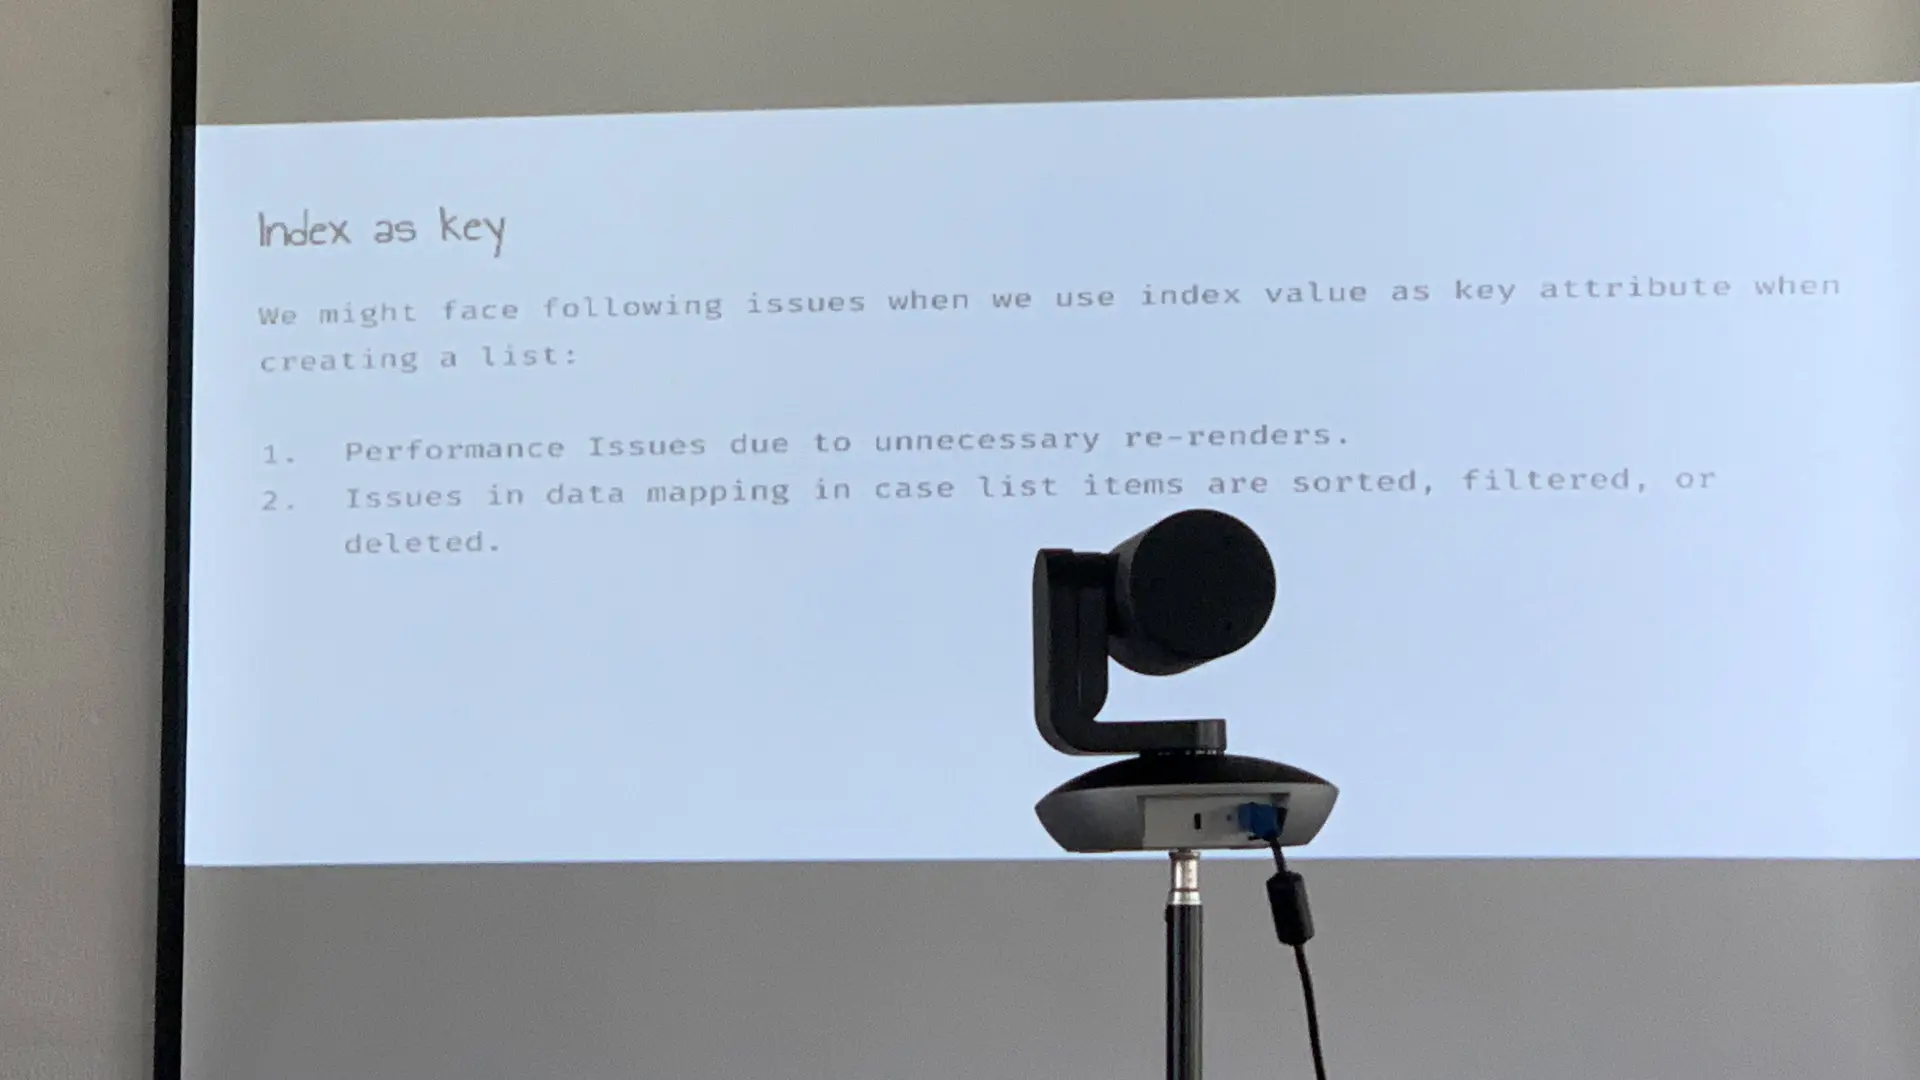 Index as key
We might face following issues when we use index value as key attribute when
creating a list:
1. Performance Issues due to unnecessary re-renders.
2. Issues in data mapping in case list items are sorted, filtered, or
deleted.